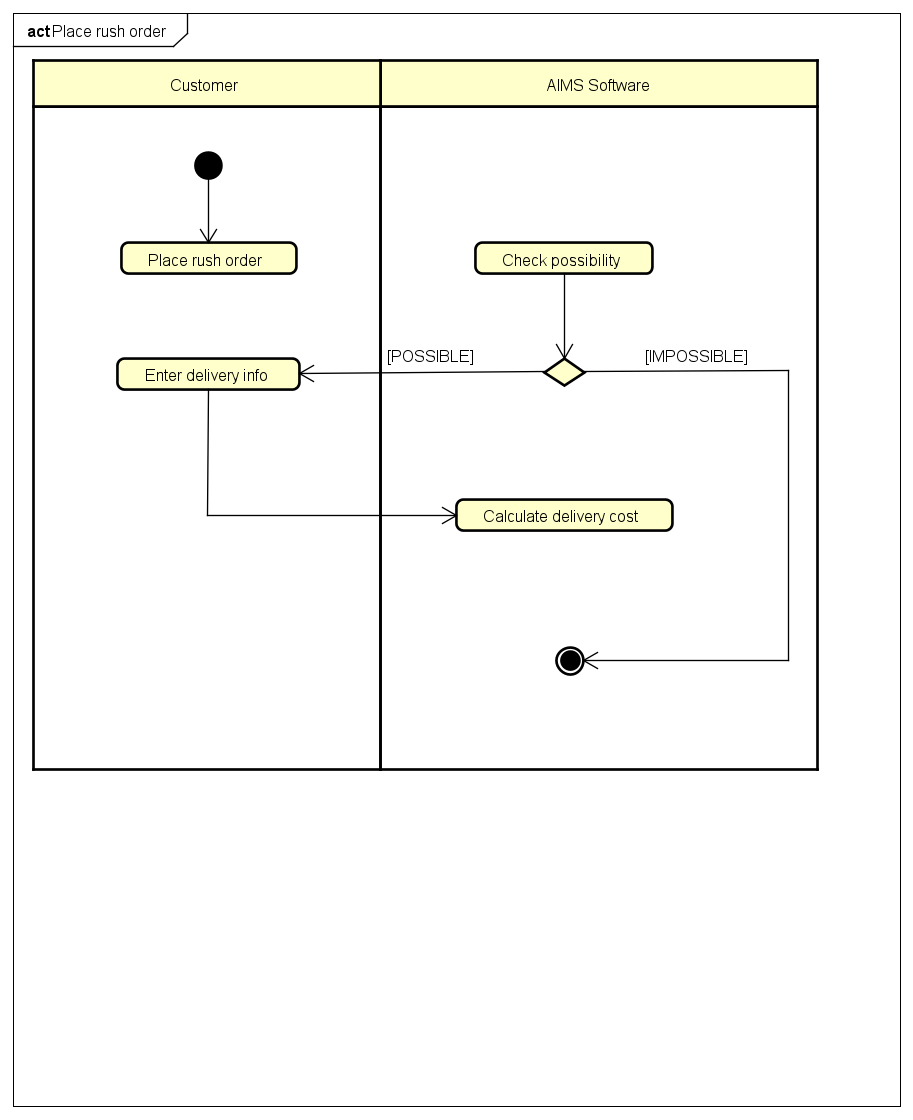 act Place rush order
Customer
AIMS Software
Place rush order
Check possibility
[POSSIBLE]
[IMPOSSIBLE]
Enter delivery info
Calculate delivery cost